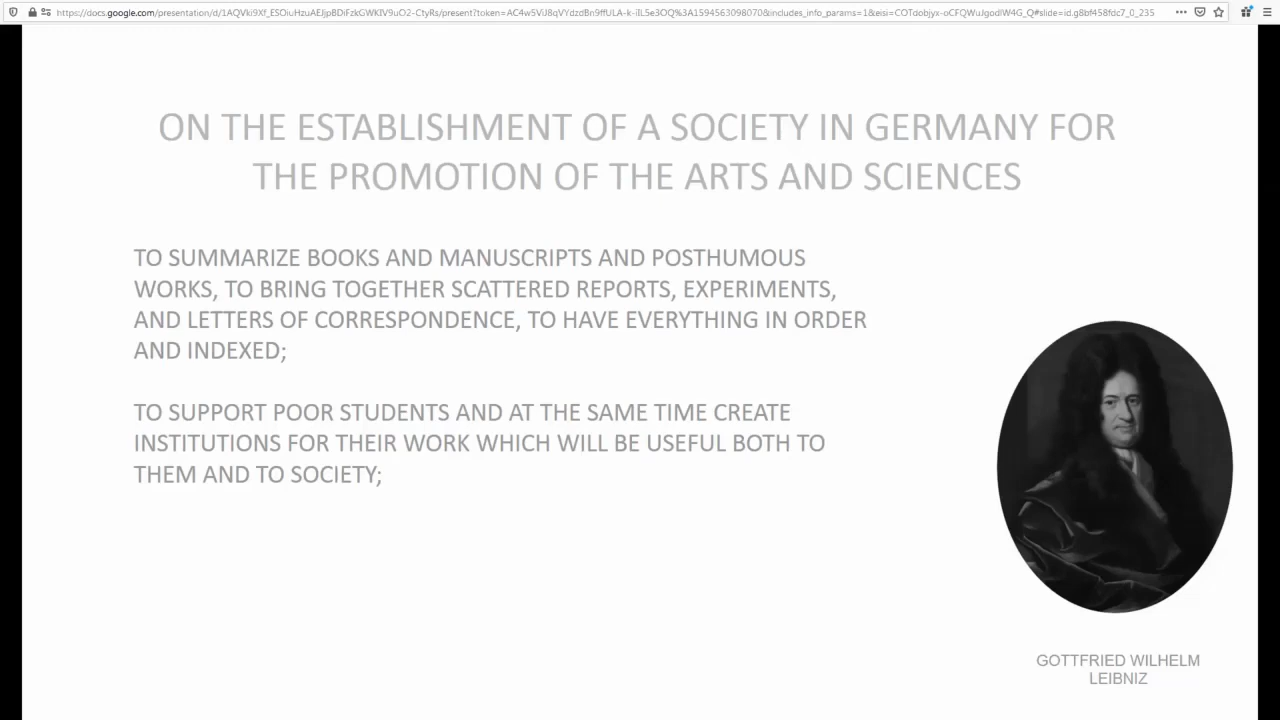 ON THE ESTABLISHMENT OF A SOCIETY IN GERMANY FOR
THE PROMOTION OF THE ARTS AND SCIENCES
TO SUMMARIZE BOOKS AND MANUSCRIPTS AND POSTHUMOUS
WORKS, TO BRING TOGETHER SCATTERED REPORTS, EXPERIMENTS,
AND LETTERS OF CORRESPONDENCE, TO HAVE EVERYTHING IN ORDER
AND INDEXED;
TO SUPPORT POOR STUDENTS AND AT THE SAME TIME CREATE
INSTITUTIONS FOR THEIR WORK WHICH WILL BE USEFUL BOTH TO
THEM AND TO SOCIETY;
GOTTFRIED WILHELM
LEIBNIZ